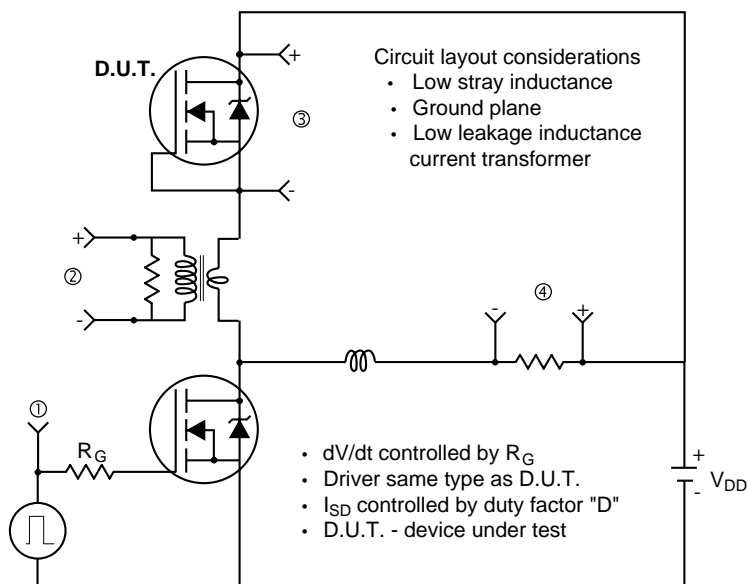 D.U.T.
+
③
-
Circuit layout considerations
• Low stray inductance
• Ground plane
• Low leakage inductance
current transformer
+
②
-
④
-
+
①
R_G
• dV/dt controlled by R_G
• Driver same type as D.U.T.
• I_SD controlled by duty factor "D"
• D.U.T. - device under test
+
V_DD
-